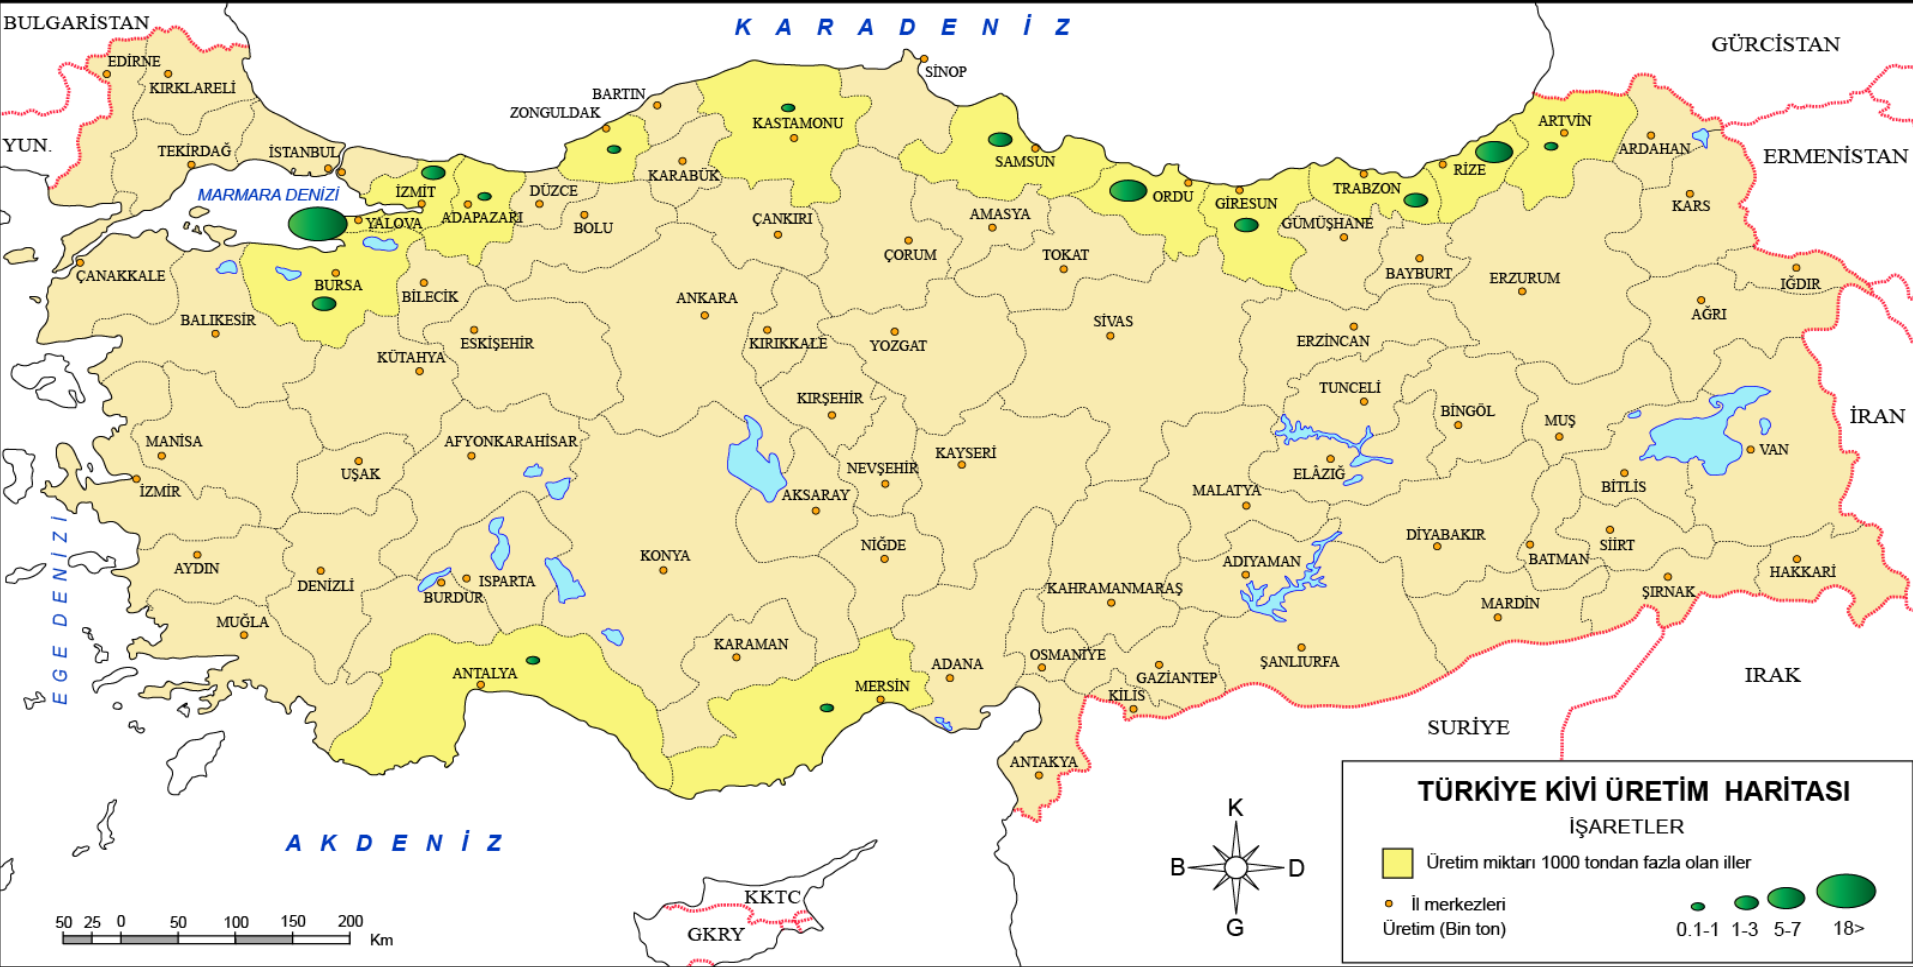 BULGARİSTAN
K A R A D E N İ Z
GÜRCİSTAN
EDİRNE
SİNOP
KIRKLARELİ
BARTIN
ZONGULDAK
KASTAMONU
ARTVİN
YUN.
TEKİRDAĞ
İSTANBUL
SAMSUN
ARDAHAN
ERMENİSTAN
KARABÜK
RİZE
MARMARA DENİZİ
İZMİT
DÜZCE
TRABZON
ORDU
GİRESUN
KARS
YALOVA
ADAPAZARI
BOLU
ÇANKIRI
AMASYA
GÜMÜŞHANE
ÇORUM
TOKAT
ÇANAKKALE
BURSA
BİLECİK
BAYBURT
ERZURUM
IĞDIR
ANKARA
BALIKESİR
SİVAS
AĞRI
ESKİŞEHİR
KIRIKKALE
YOZGAT
ERZİNCAN
KÜTAHYA
TUNCELİ
KIRŞEHİR
BİNGÖL
MUŞ
İRAN
MANİSA
AFYONKARAHİSAR
KAYSERİ
VAN
UŞAK
NEVŞEHİR
ELÂZIĞ
İZMİR
AKSARAY
MALATYA
BİTLİS
EGE DENİZİ
DİYABAKIR
NİĞDE
SİİRT
KONYA
BATMAN
AYDIN
ADIYAMAN
HAKKARİ
DENİZLİ
ISPARTA
BURDUR
KAHRAMANMARAŞ
ŞIRNAK
MARDİN
MUĞLA
KARAMAN
OSMANİYE
ADANA
ŞANLIURFA
ANTALYA
GAZİANTEP
IRAK
MERSİN
KİLİS
SURİYE
ANTAKYA
TÜRKİYE KİVİ ÜRETİM HARİTASI
İŞARETLER
Üretim miktarı 1000 tondan fazla olan iller
İl merkezleri
Üretim (Bin ton)
0.1-1 1-3 5-7 18>
K
B D
G
A K D E N İ Z
KKTC
GKRY
50 25 0 50 100 150 200
Km